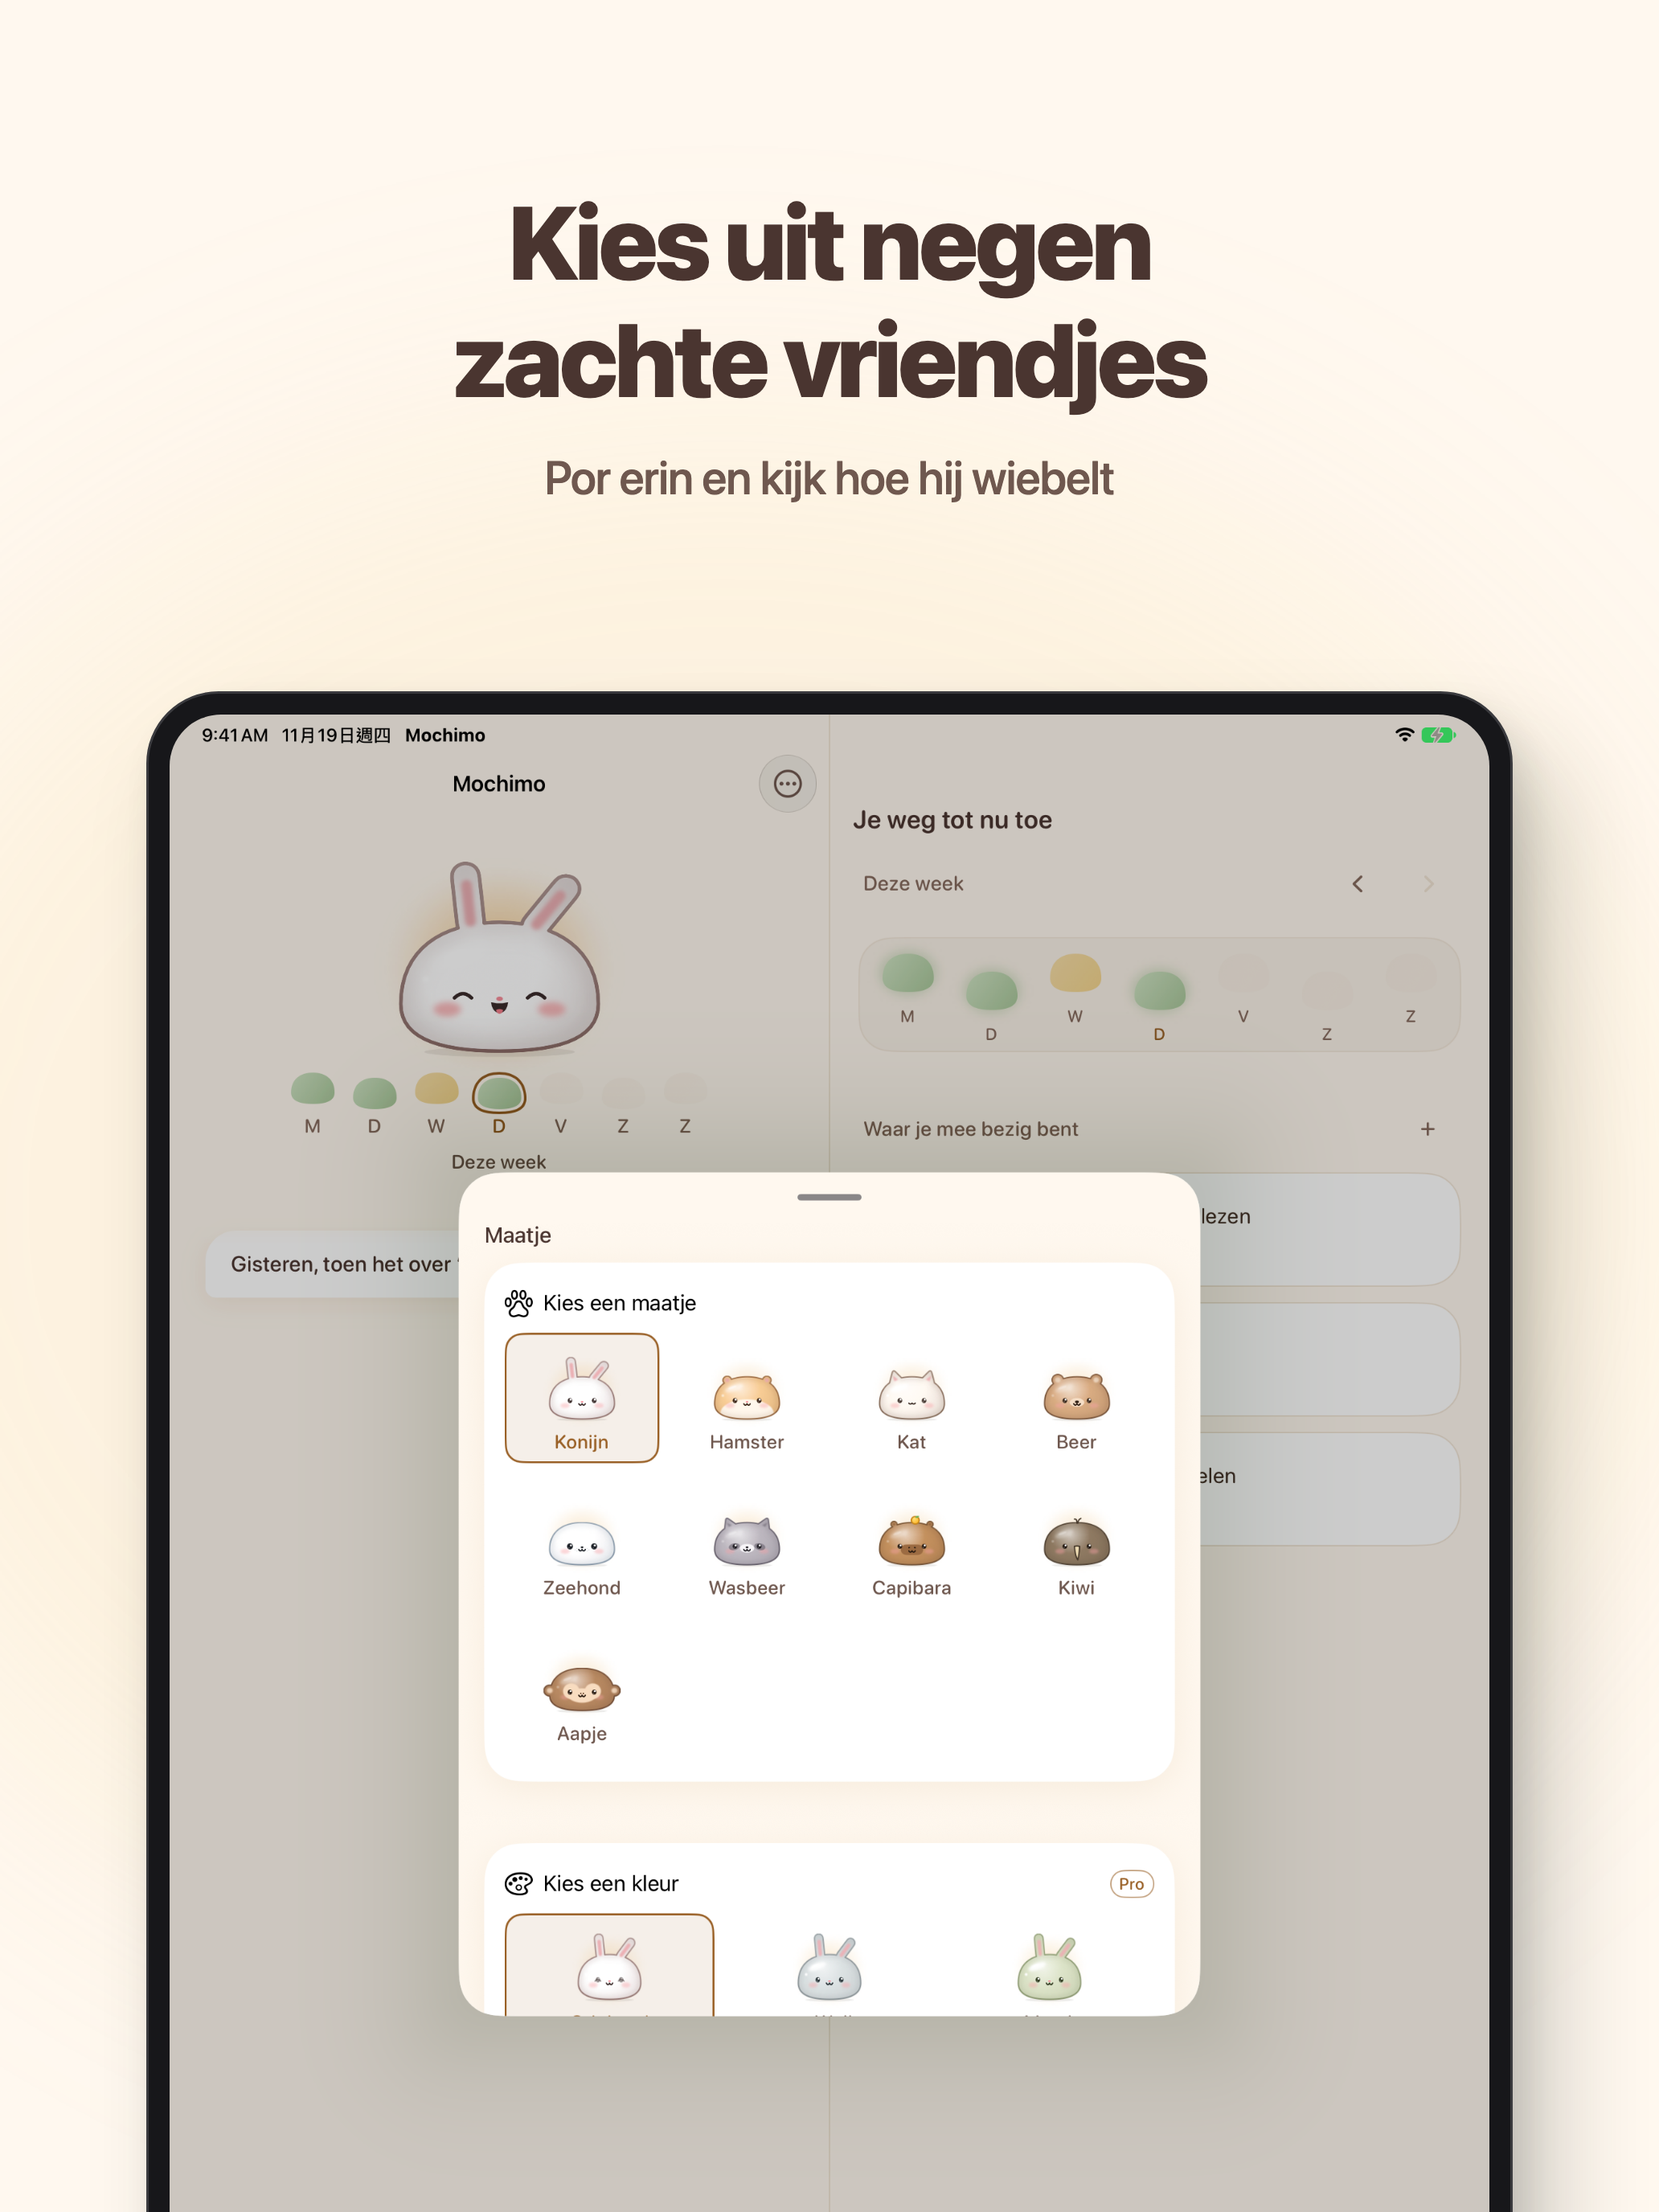 Kies uit negen
zachte vriendjes
Por erin en kijk hoe hij wiebelt
9:41 AM 11月19日週四 Mochimo
Mochimo
M D W D V Z Z
Deze week
Gisteren, toen het over
Je weg tot nu toe
Deze week
M D W D V Z Z
Waar je mee bezig bent
+
lezen
elen
Maatje
Kies een maatje
Konijn Hamster Kat Beer
Zeehond Wasbeer Capibara Kiwi
Aapje
Kies een kleur Pro